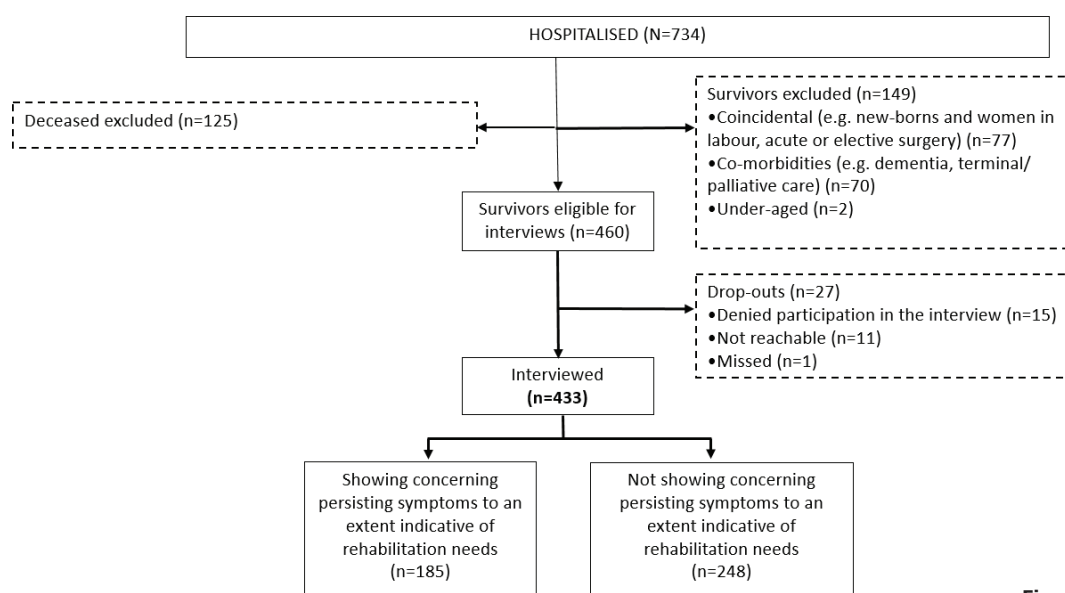 HOSPITALISED (N=734)
Deceased excluded (n=125)
Survivors excluded (n=149)
•Coincidental (e.g. new-borns and women in
labour, acute or elective surgery) (n=77)
•Co-morbidities (e.g. dementia, terminal/
palliative care) (n=70)
•Under-aged (n=2)
Survivors eligible for
interviews (n=460)
Drop-outs (n=27)
•Denied participation in the interview (n=15)
•Not reachable (n=11)
•Missed (n=1)
Interviewed
(n=433)
Showing concerning
persisting symptoms to an
extent indicative of
rehabilitation needs
(n=185)
Not showing concerning
persisting symptoms to an
extent indicative of
rehabilitation needs
(n=248)